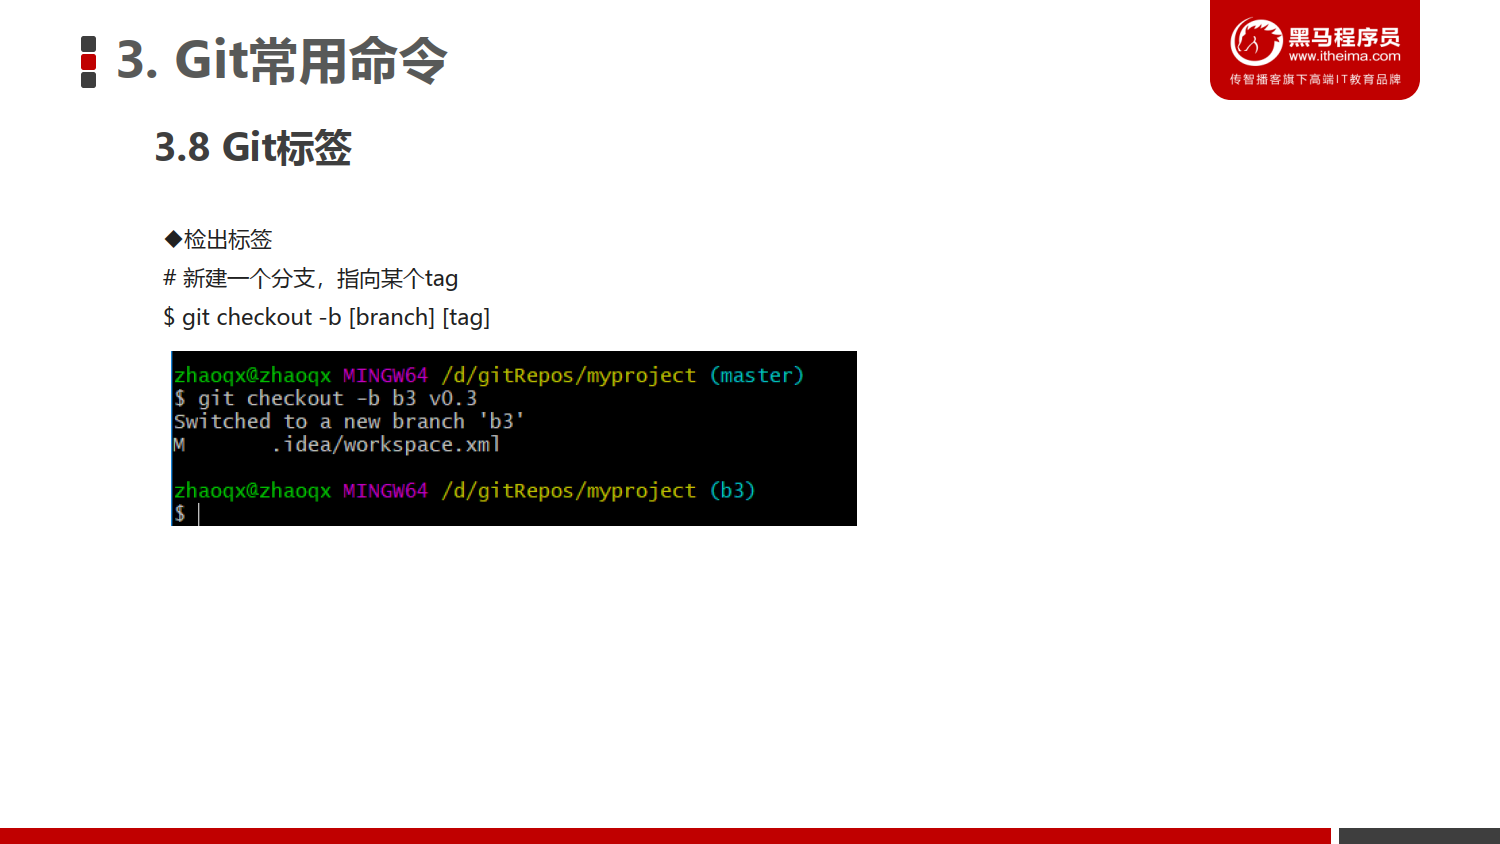 3. Git常用命令
黑马程序员
www.itheima.com
传智播客旗下高端IT教育品牌
3.8 Git标签
◆检出标签
# 新建一个分支，指向某个tag
$ git checkout -b [branch] [tag]
zhaoqx@zhaoqx MINGW64 /d/gitRepos/myproject (master)
$ git checkout -b b3 v0.3
Switched to a new branch 'b3'
M       .idea/workspace.xml
zhaoqx@zhaoqx MINGW64 /d/gitRepos/myproject (b3)
$